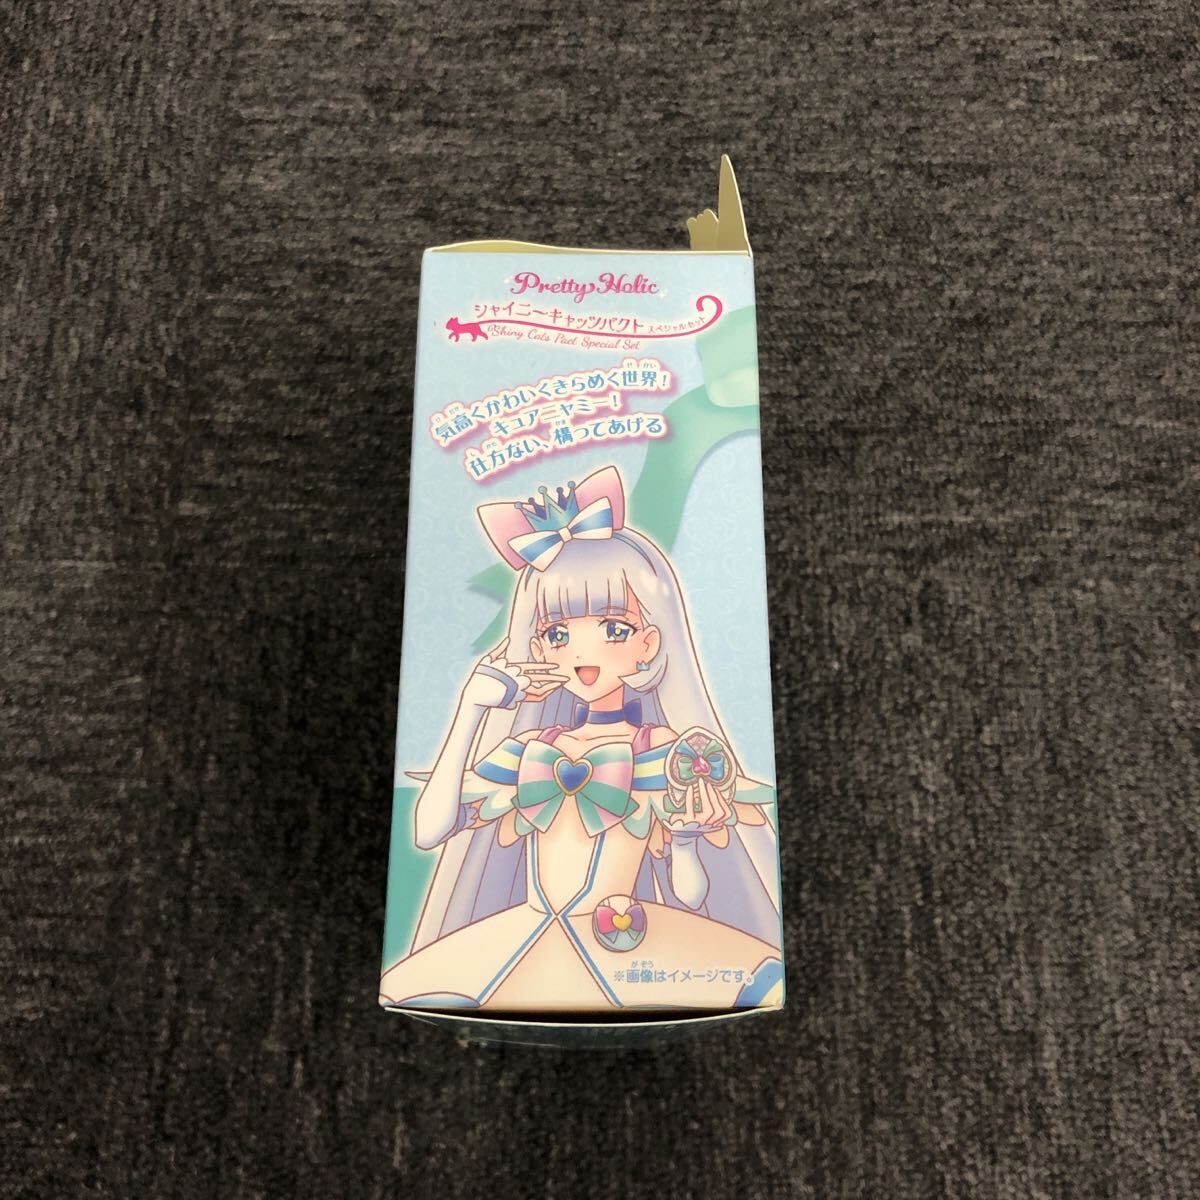 Pretty Holic
シャイニーキャッツパクト スペシャルセット
Shiny Cats Pact Special Set
気高くかわいくきらめく世界!
キュアニャミー!
仕方ない、構ってあげる
※画像はイメージです。